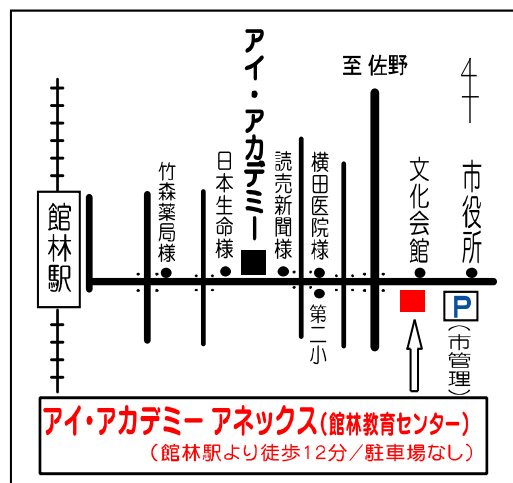 館林駅
竹森薬局様
日本生命様
アイ・アカデミー
読売新聞様
横田医院様
第二小
至 佐野
文化会館
市役所
P
(市管理)
アイ・アカデミー アネックス(館林教育センター)
(館林駅より徒歩12分/駐車場なし)